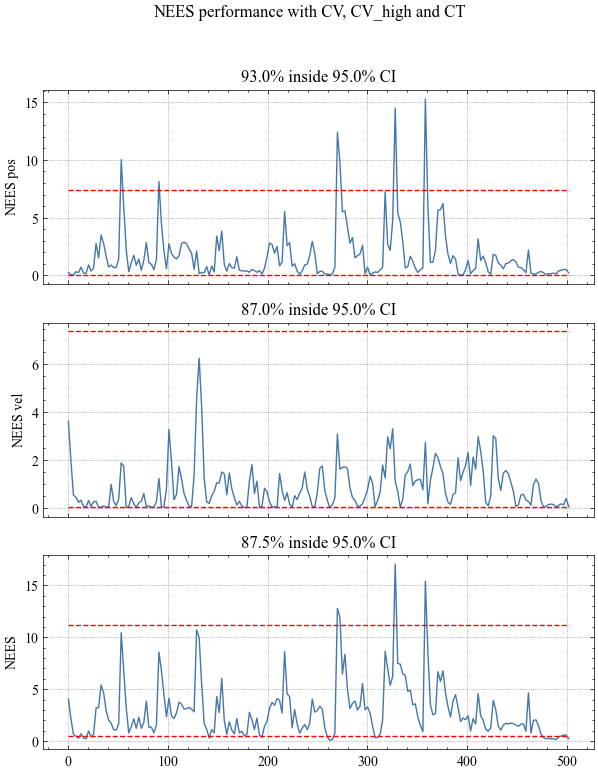 NEES performance with CV, CV_high and CT
93.0% inside 95.0% CI
NEES pos
15
10
5
0
87.0% inside 95.0% CI
NEES vel
6
4
2
0
87.5% inside 95.0% CI
NEES
15
10
5
0
0 100 200 300 400 500